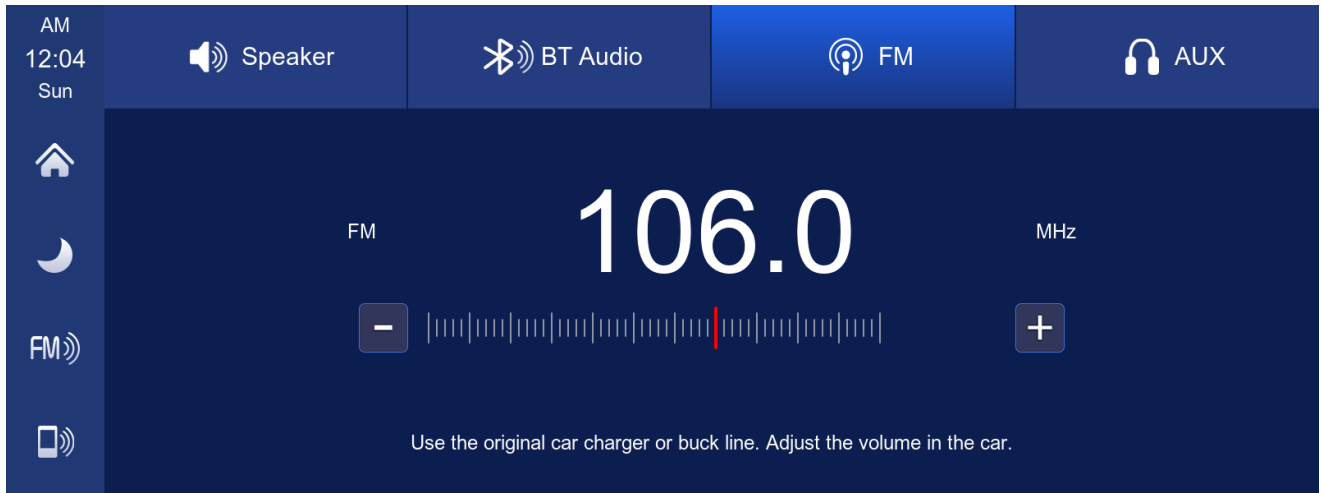 AM
12:04
Sun
Speaker
BT Audio
FM
AUX
FM
106.0
MHz
-
+
FM
Use the original car charger or buck line. Adjust the volume in the car.